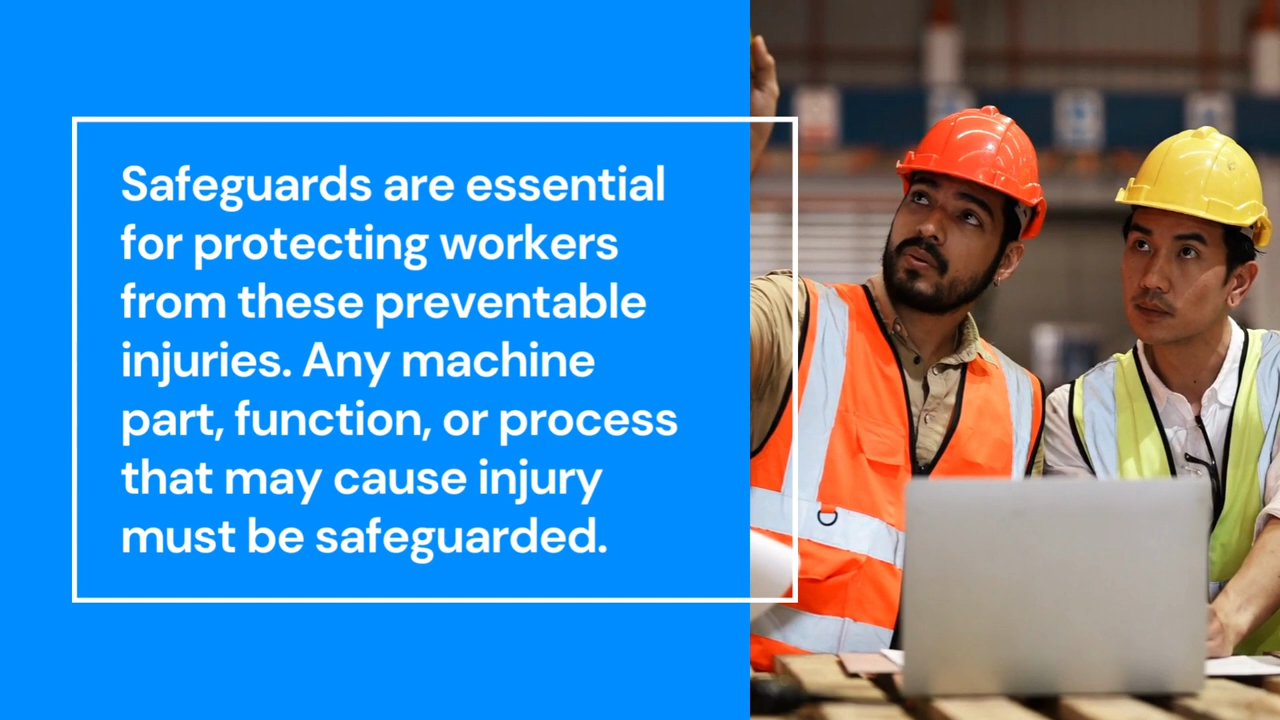 Safeguards are essential
for protecting workers
from these preventable
injuries. Any machine
part, function, or process
that may cause injury
must be safeguarded.